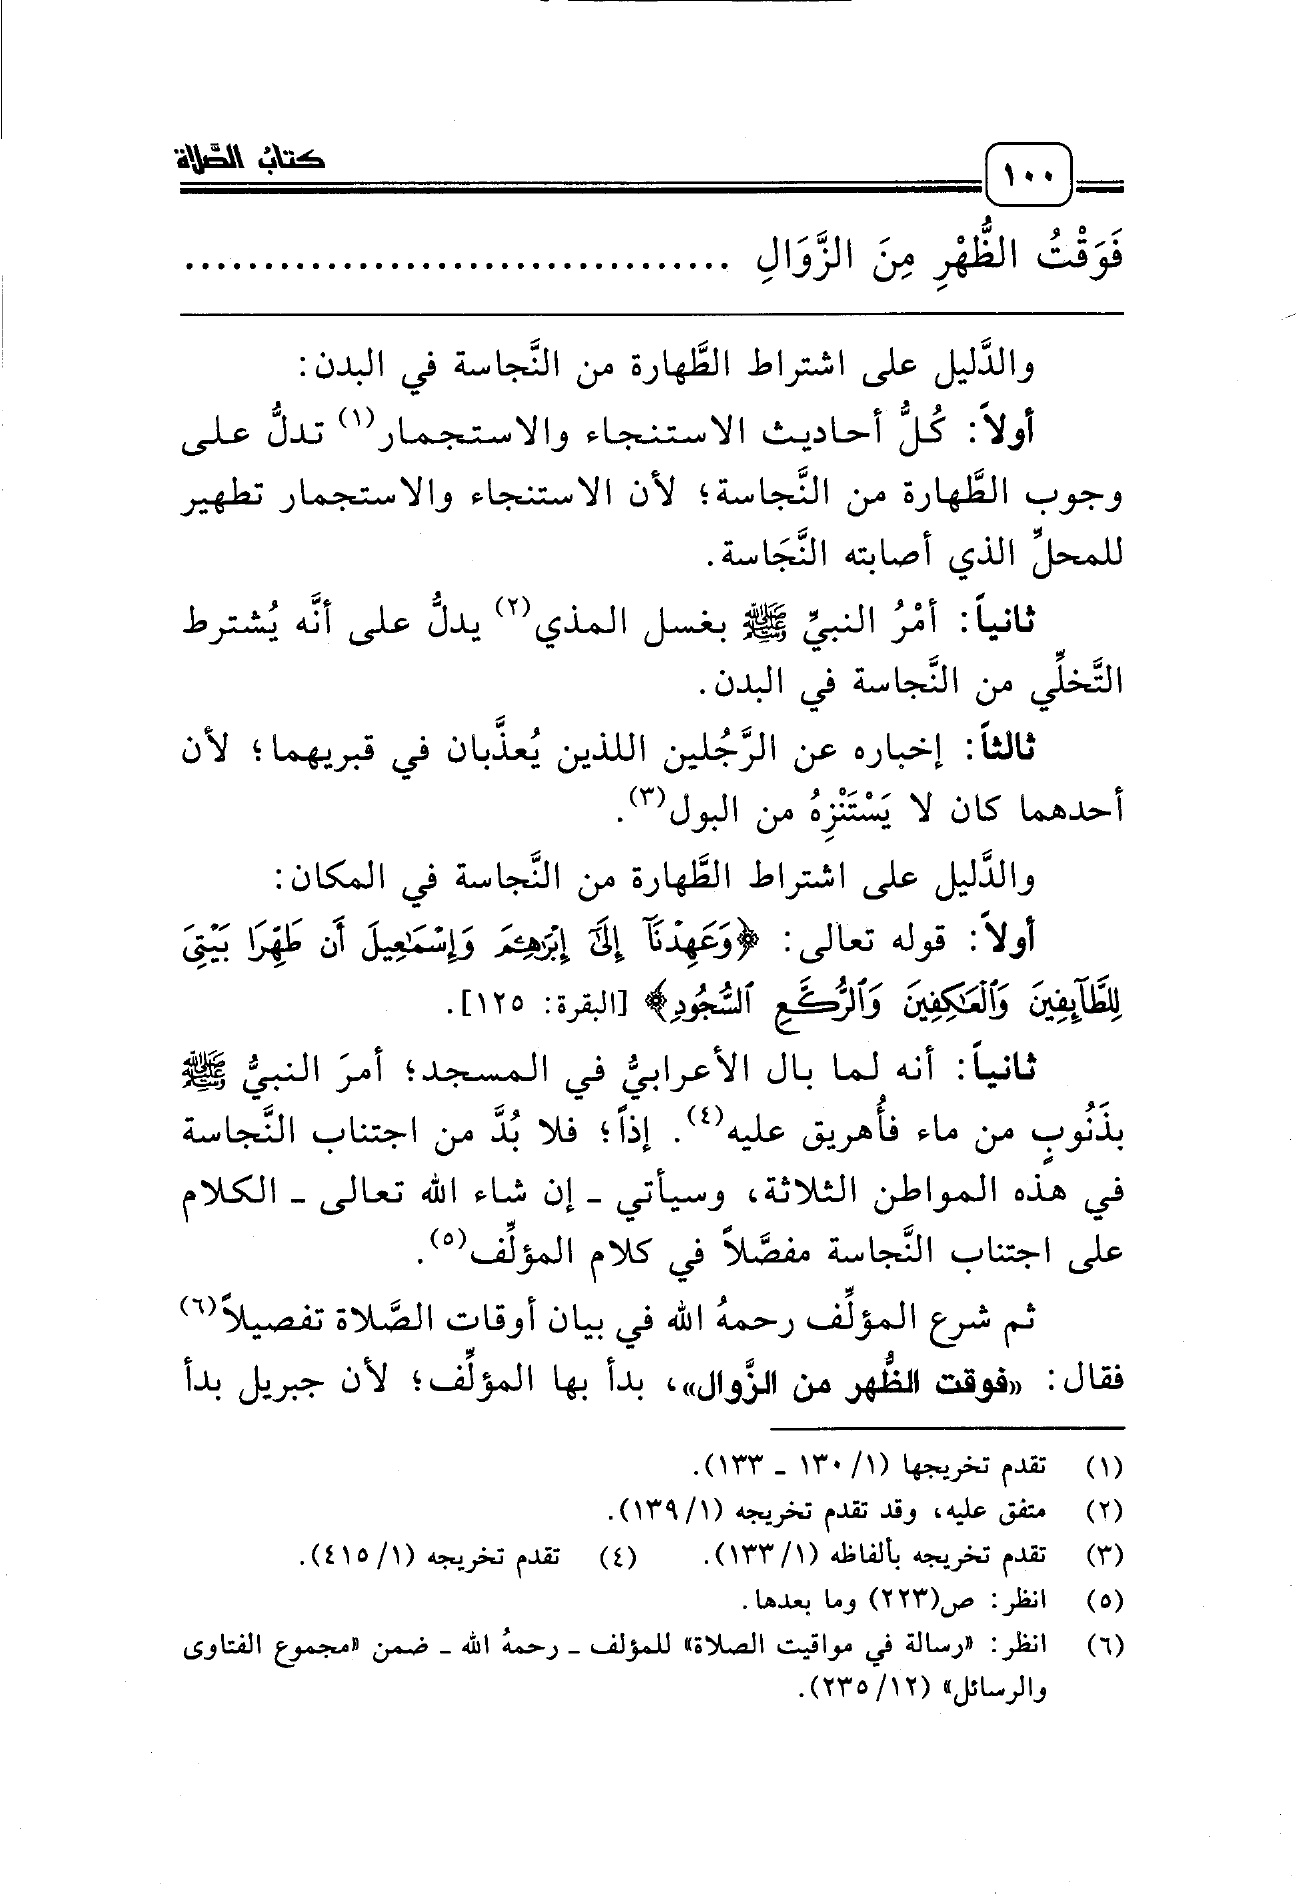 ١٠٠
كتابُ الصَّلاة
فَوَقْتُ الظُّهْرِ مِنَ الزَّوَالِ ...................................
والدَّليل على اشتراط الطَّهارة من النَّجاسة في البدن:
أولاً: كُلُّ أحاديث الاستنجاء والاستجمار(١) تدلُّ على
وجوب الطَّهارة من النَّجاسة؛ لأن الاستنجاء والاستجمار تطهير
للمحلِّ الذي أصابته النَّجَاسة.
ثانياً: أمْرُ النبيِّ ﷺ بغسل المذي(٢) يدلُّ على أنَّه يُشترط
التَّخلِّي من النَّجاسة في البدن.
ثالثاً: إخباره عن الرَّجُلين اللذين يُعذَّبان في قبريهما؛ لأن
أحدهما كان لا يَسْتَنْزِهُ من البول(٣).
والدَّليل على اشتراط الطَّهارة من النَّجاسة في المكان:
أولاً: قوله تعالى: ﴿وَعَهِدْنَآ إِلَىٰٓ إِبْرَٰهِـۧمَ وَإِسْمَـٰعِيلَ أَن طَهِّرَا بَيْتِىَ
لِلطَّآئِفِينَ وَٱلْعَـٰكِفِينَ وَٱلرُّكَّعِ ٱلسُّجُودِ﴾ [البقرة: ١٢٥].
ثانياً: أنه لما بال الأعرابيُّ في المسجد؛ أمرَ النبيُّ ﷺ
بذَنُوبٍ من ماء فأُهريق عليه(٤). إذاً؛ فلا بُدَّ من اجتناب النَّجاسة
في هذه المواطن الثلاثة، وسيأتي ـ إن شاء الله تعالى ـ الكلام
على اجتناب النَّجاسة مفصَّلاً في كلام المؤلِّف(٥).
ثم شرع المؤلِّف رحمهُ الله في بيان أوقات الصَّلاة تفصيلاً(٦)
فقال: «فوقت الظُّهر من الزَّوال»، بدأ بها المؤلِّف؛ لأن جبريل بدأ
(١) تقدم تخريجها (١/ ١٣٠ ـ ١٣٣).
(٢) متفق عليه، وقد تقدم تخريجه (١/ ١٣٩).
(٣) تقدم تخريجه بألفاظه (١/ ١٣٣). (٤) تقدم تخريجه (١/ ٤١٥).
(٥) انظر: ص(٢٢٣) وما بعدها.
(٦) انظر: «رسالة في مواقيت الصلاة» للمؤلف ـ رحمهُ الله ـ ضمن «مجموع الفتاوى
والرسائل» (١٢/ ٢٣٥).